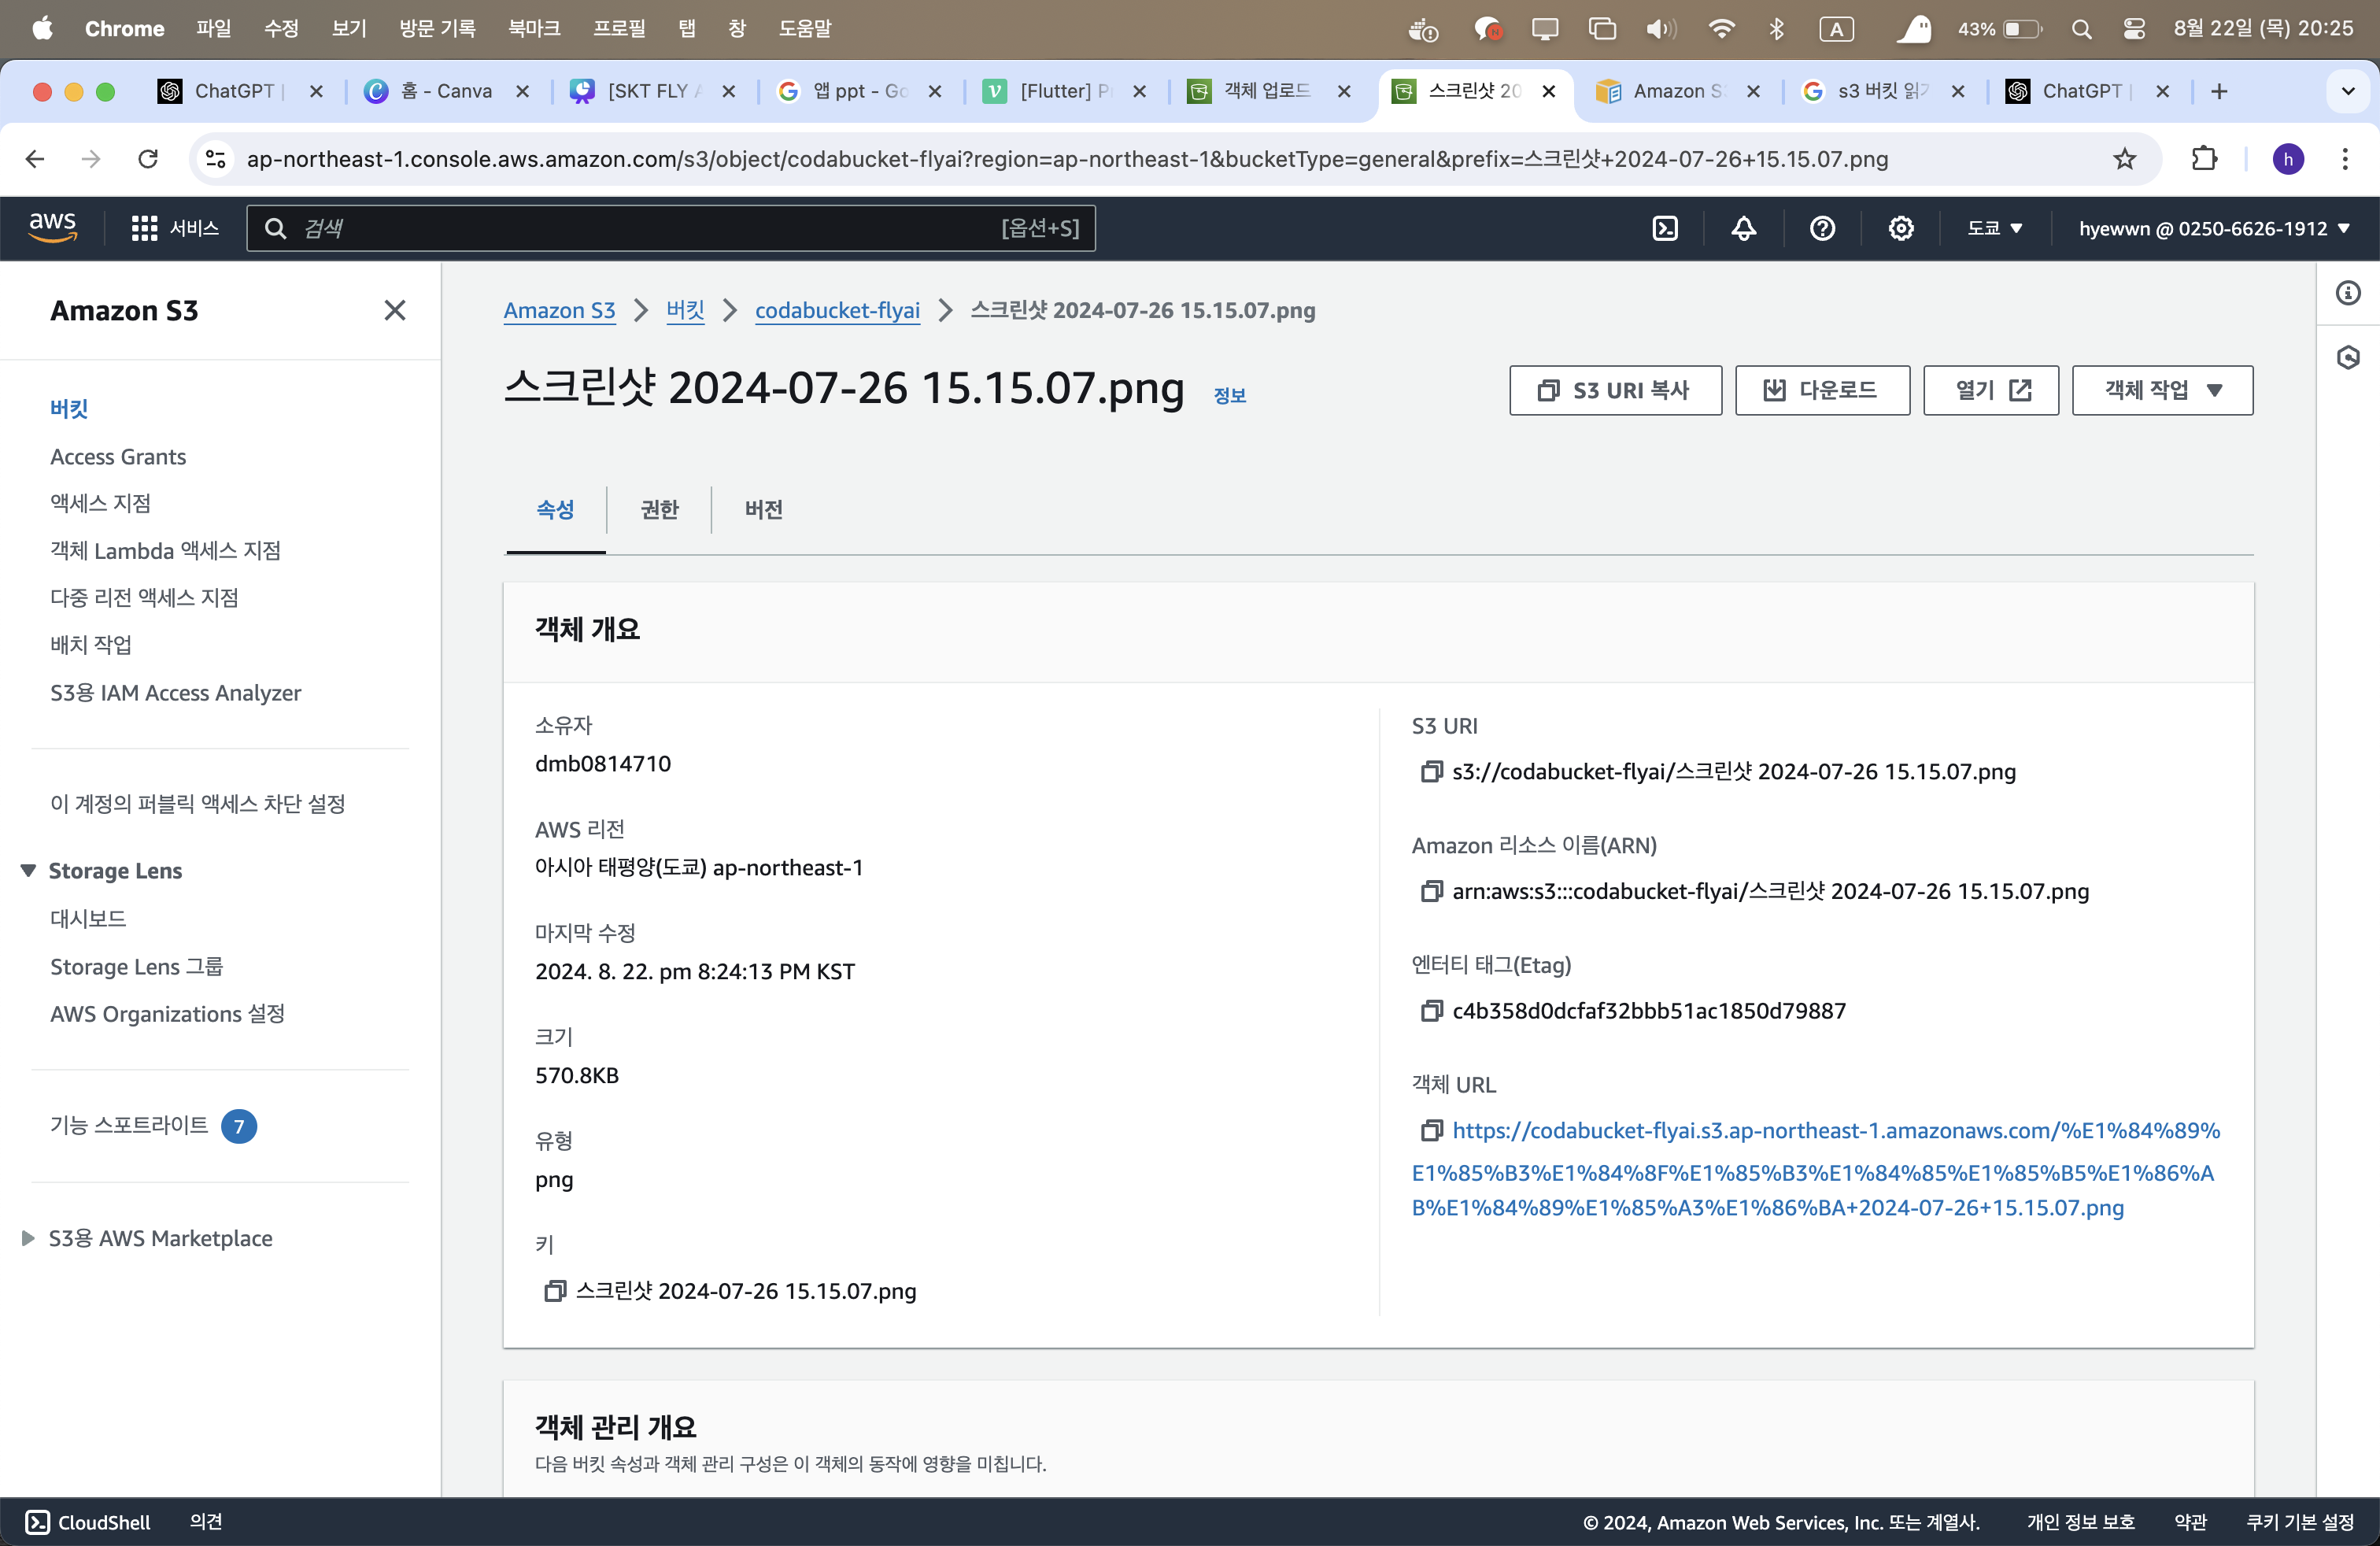 Chrome 파일 수정 보기 방문 기록 북마크 프로필 탭 창 도움말
A 43% 8월 22일 (목) 20:25
ChatGPT | 홈 - Canva [SKT FLY A 앱 ppt - Go [Flutter] P 객체 업로드 스크린샷 20 Amazon S s3 버킷 읽기 ChatGPT |
ap-northeast-1.console.aws.amazon.com/s3/object/codabucket-flyai?region=ap-northeast-1&bucketType=general&prefix=스크린샷+2024-07-26+15.15.07.png
h
aws 서비스 검색 [옵션+S] 도쿄 hyewwn @ 0250-6626-1912
Amazon S3
버킷
Access Grants
액세스 지점
객체 Lambda 액세스 지점
다중 리전 액세스 지점
배치 작업
S3용 IAM Access Analyzer
이 계정의 퍼블릭 액세스 차단 설정
Storage Lens
대시보드
Storage Lens 그룹
AWS Organizations 설정
기능 스포트라이트 7
S3용 AWS Marketplace
Amazon S3 버킷 codabucket-flyai 스크린샷 2024-07-26 15.15.07.png
스크린샷 2024-07-26 15.15.07.png 정보
S3 URI 복사 다운로드 열기 객체 작업
속성 권한 버전
객체 개요
소유자
dmb0814710
AWS 리전
아시아 태평양(도쿄) ap-northeast-1
마지막 수정
2024. 8. 22. pm 8:24:13 PM KST
크기
570.8KB
유형
png
키
스크린샷 2024-07-26 15.15.07.png
S3 URI
s3://codabucket-flyai/스크린샷 2024-07-26 15.15.07.png
Amazon 리소스 이름(ARN)
arn:aws:s3:::codabucket-flyai/스크린샷 2024-07-26 15.15.07.png
엔터티 태그(Etag)
c4b358d0dcfaf32bbb51ac1850d79887
객체 URL
https://codabucket-flyai.s3.ap-northeast-1.amazonaws.com/%E1%84%89%
E1%85%B3%E1%84%8F%E1%85%B3%E1%84%85%E1%85%B5%E1%86%A
B%E1%84%89%E1%85%A3%E1%86%BA+2024-07-26+15.15.07.png
객체 관리 개요
다음 버킷 속성과 객체 관리 구성은 이 객체의 동작에 영향을 미칩니다.
CloudShell 의견 © 2024, Amazon Web Services, Inc. 또는 계열사. 개인 정보 보호 약관 쿠키 기본 설정